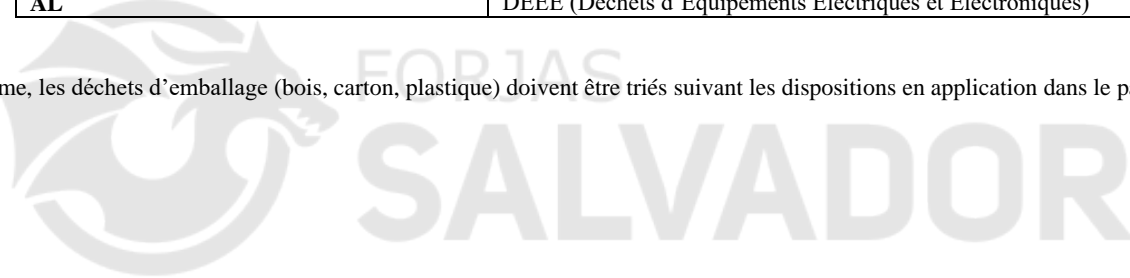 AL DEEE (Déchets d'Équipements Électriques et Électroniques)
FORJAS
me, les déchets d'emballage (bois, carton, plastique) doivent être triés suivant les dispositions en application dans le p
SALVADOR